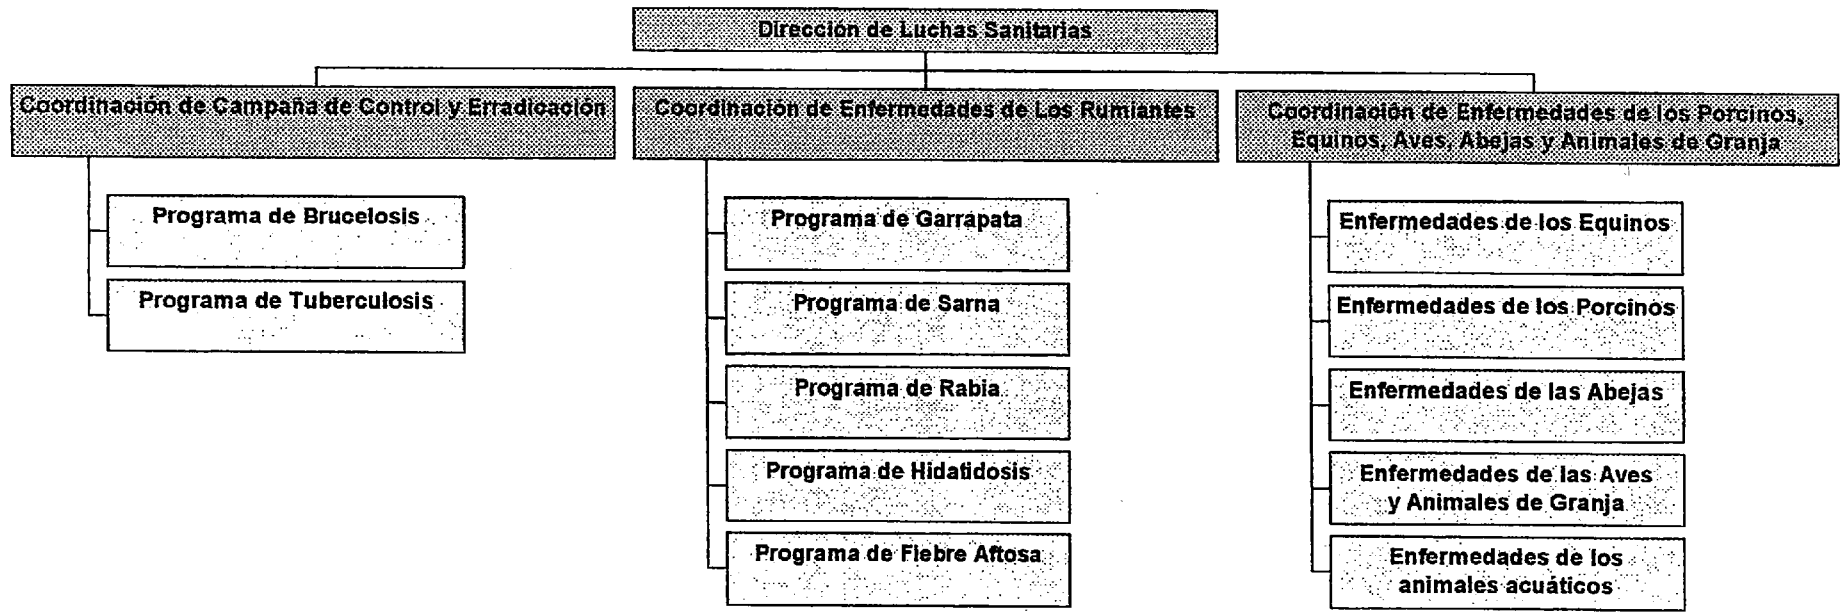 Dirección de Luchas Sanitarias
Coordinación de Campaña de Control y Erradicación
Programa de Brucelosis
Programa de Tuberculosis
Coordinación de Enfermedades de Los Rumiantes
Programa de Garrapata
Programa de Sarna
Programa de Rabia
Programa de Hidatidosis
Programa de Fiebre Aftosa
Coordinación de Enfermedades de los Porcinos,
Equinos, Aves, Abejas y Animales de Granja
Enfermedades de los Equinos
Enfermedades de los Porcinos
Enfermedades de las Abejas
Enfermedades de las Aves
y Animales de Granja
Enfermedades de los
animales acuáticos